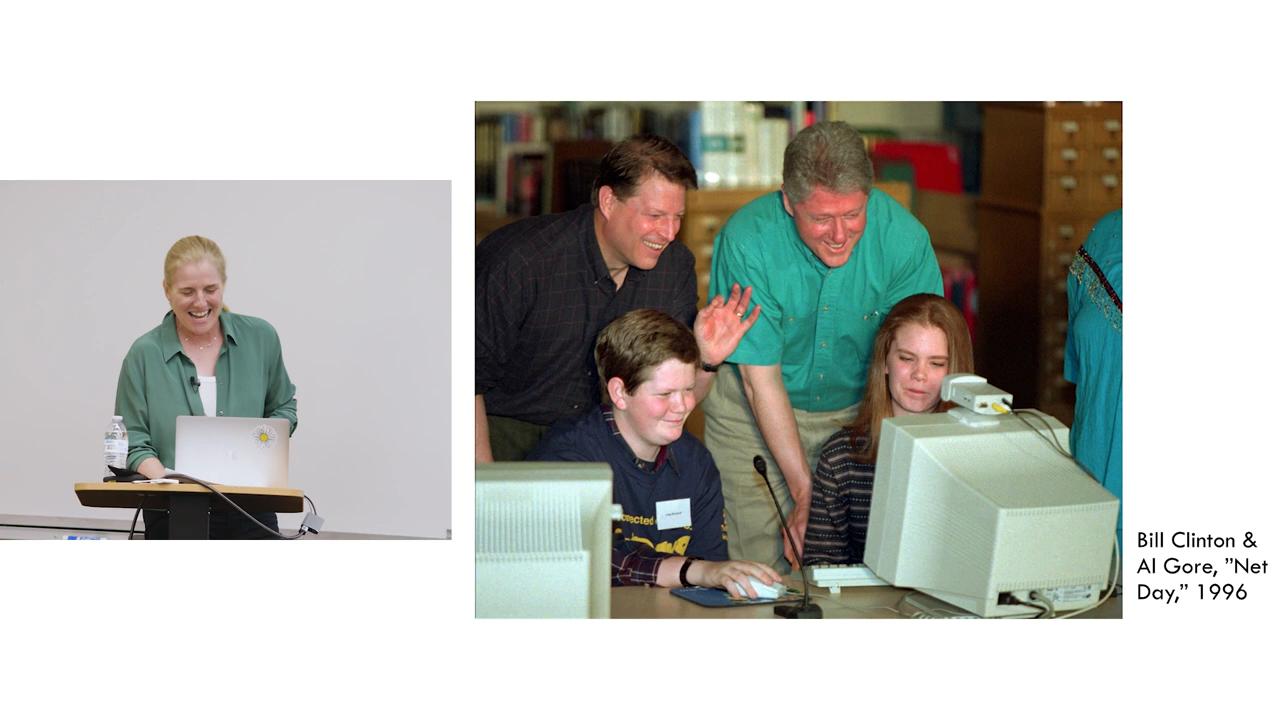 Bill Clinton &
Al Gore, ”Net
Day,” 1996